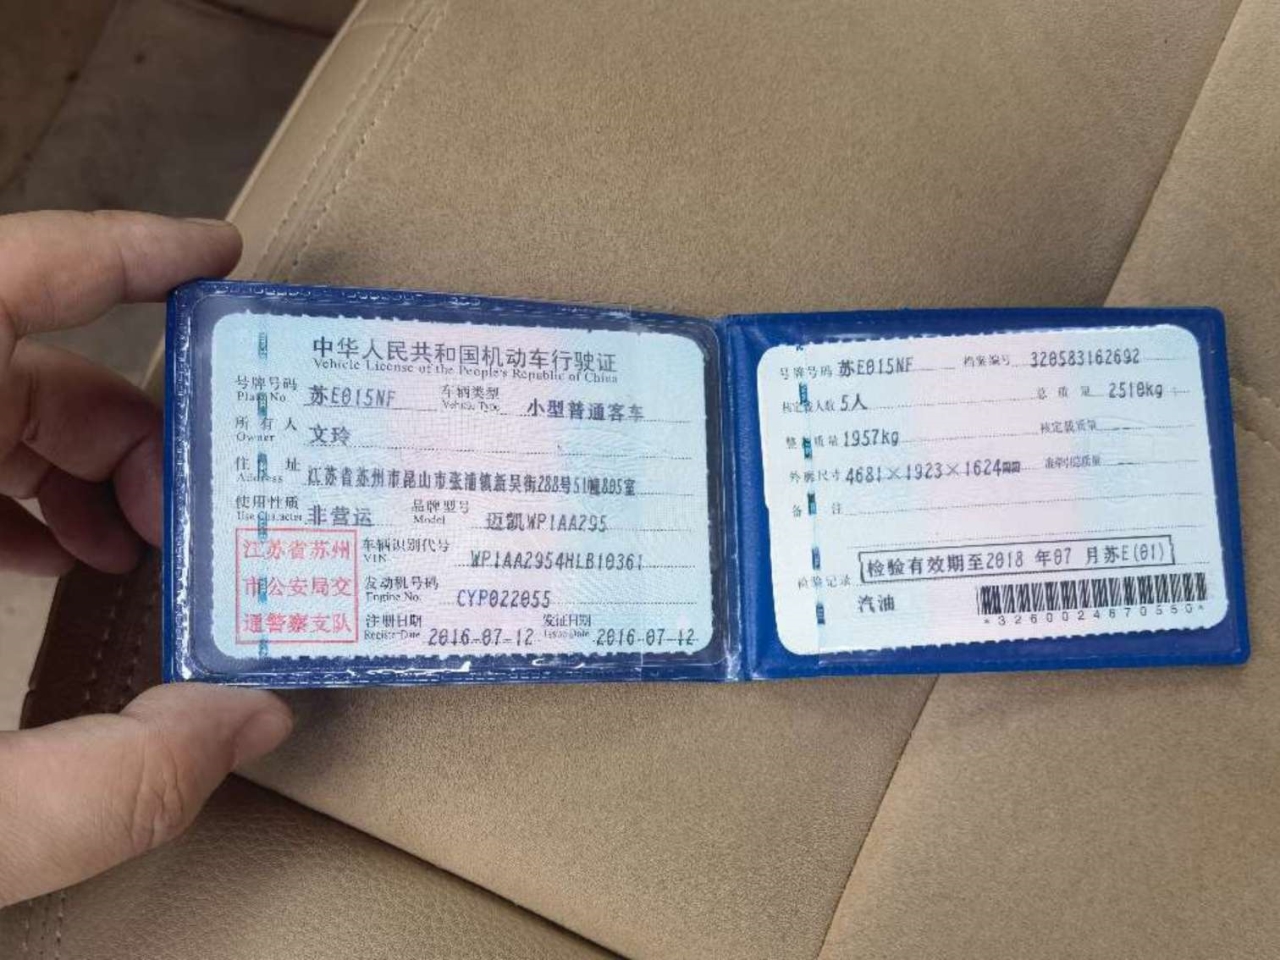 中华人民共和国机动车行驶证
Vehicle License of the People's Republic of China
号牌号码 苏E015NF 车辆类型 小型普通客车
Plate No. Vehicle Type
所有人 文玲
Owner
住址 江苏省苏州市昆山市张浦镇新吴街288号51幢805室
Address
使用性质 非营运 品牌型号 迈凯WP1AA295
Use Character Model
江苏省苏州
市公安局交
通警察支队
车辆识别代号 WP1AA2954HLB10361
VIN
发动机号码 CYP022055
Engine No.
注册日期 2016-07-12 发证日期 2016-07-12
Register Date Issue Date
号牌号码 苏E015NF 档案编号 320583162692
核定载人数 5人 总质量 2510kg
整备质量 1957kg 核定载质量
外廓尺寸 4681×1923×1624mm 准牵引总质量
备注
检验有效期至2018 年07 月苏E(01)
检验记录
汽油
*3260024870550*